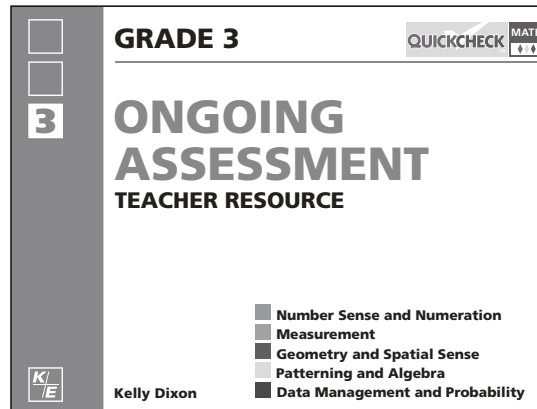 GRADE 3
QUICKCHECK MATH
3
ONGOING
ASSESSMENT
TEACHER RESOURCE
Number Sense and Numeration
Measurement
Geometry and Spatial Sense
Patterning and Algebra
Data Management and Probability
K/E
Kelly Dixon